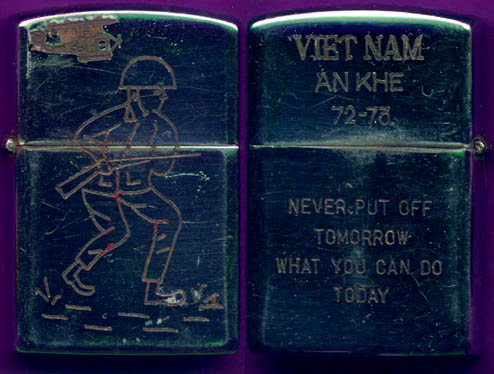 VIET NAM
AN KHE
72-73
NEVER PUT OFF
TOMORROW
WHAT YOU CAN DO
TODAY